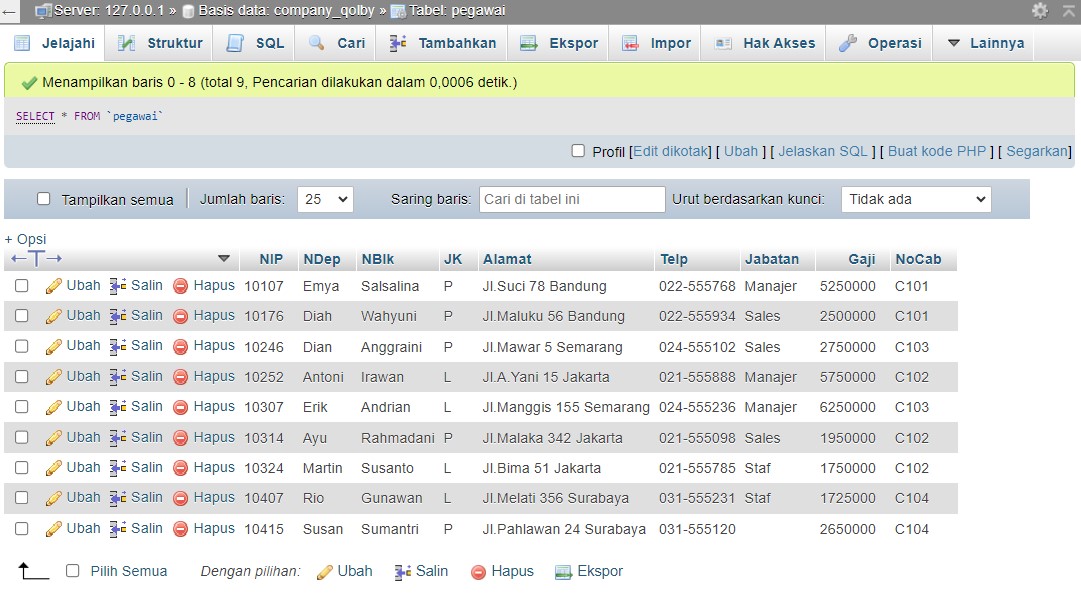 Server: 127.0.0.1 » Basis data: company_qolby » Tabel: pegawai
Jelajahi Struktur SQL Cari Tambahkan Ekspor Impor Hak Akses Operasi Lainnya
Menampilkan baris 0 - 8 (total 9, Pencarian dilakukan dalam 0,0006 detik.)
SELECT * FROM `pegawai`
Profil [Edit dikotak] [ Ubah ] [ Jelaskan SQL ] [ Buat kode PHP ] [ Segarkan]
Tampilkan semua Jumlah baris: 25 Saring baris: Cari di tabel ini Urut berdasarkan kunci: Tidak ada
+ Opsi
←T→ NIP NDep NBlk JK Alamat Telp Jabatan Gaji NoCab
Ubah Salin Hapus 10107 Emya Salsalina P Jl.Suci 78 Bandung 022-555768 Manajer 5250000 C101
Ubah Salin Hapus 10176 Diah Wahyuni P Jl.Maluku 56 Bandung 022-555934 Sales 2500000 C101
Ubah Salin Hapus 10246 Dian Anggraini P Jl.Mawar 5 Semarang 024-555102 Sales 2750000 C103
Ubah Salin Hapus 10252 Antoni Irawan L Jl.A.Yani 15 Jakarta 021-555888 Manajer 5750000 C102
Ubah Salin Hapus 10307 Erik Andrian L Jl.Manggis 155 Semarang 024-555236 Manajer 6250000 C103
Ubah Salin Hapus 10314 Ayu Rahmadani P Jl.Malaka 342 Jakarta 021-555098 Sales 1950000 C102
Ubah Salin Hapus 10324 Martin Susanto L Jl.Bima 51 Jakarta 021-555785 Staf 1750000 C102
Ubah Salin Hapus 10407 Rio Gunawan L Jl.Melati 356 Surabaya 031-555231 Staf 1725000 C104
Ubah Salin Hapus 10415 Susan Sumantri P Jl.Pahlawan 24 Surabaya 031-555120 2650000 C104
Pilih Semua Dengan pilihan: Ubah Salin Hapus Ekspor